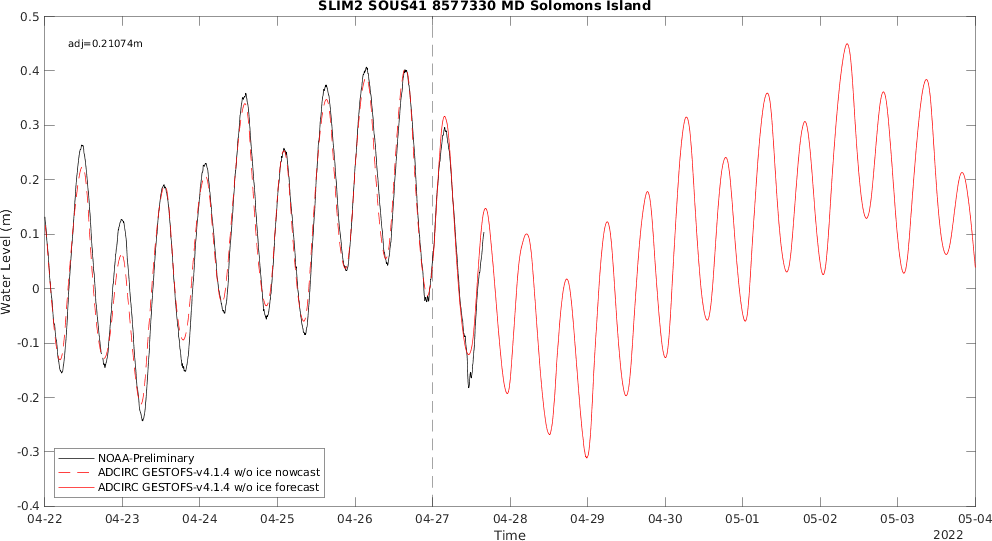 SLIM2 SOUS41 8577330 MD Solomons Island
adj=0.21074m
0.5
0.4
0.3
0.2
0.1
0
-0.1
-0.2
-0.3
-0.4
Water Level (m)
NOAA-Preliminary
ADCIRC GESTOFS-v4.1.4 w/o ice nowcast
ADCIRC GESTOFS-v4.1.4 w/o ice forecast
04-22 04-23 04-24 04-25 04-26 04-27 04-28 04-29 04-30 05-01 05-02 05-03 05-04
Time
2022